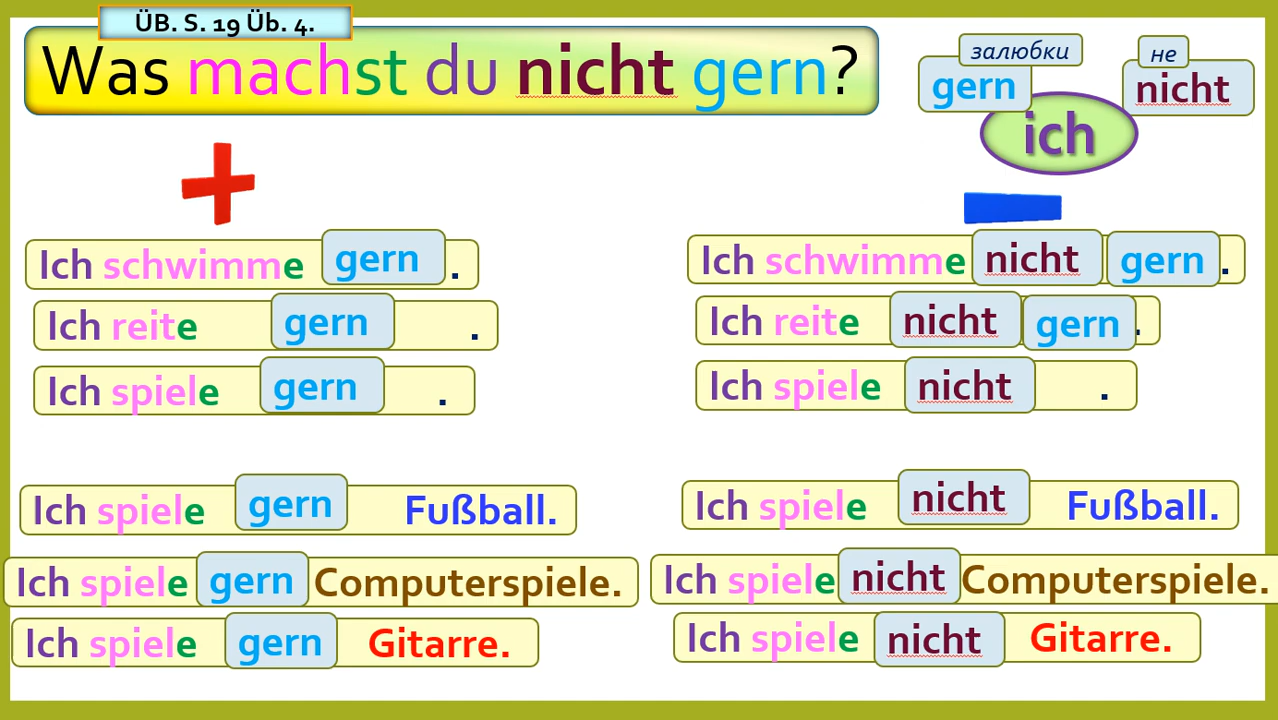 ÜB. S. 19 Üb. 4.
Was machst du nicht gern?
залюбки
gern
не
nicht
ich
Ich schwimme gern .
Ich reite gern .
Ich spiele gern .
Ich schwimme nicht gern .
Ich reite nicht gern .
Ich spiele nicht .
Ich spiele gern Fußball.
Ich spiele gern Computerspiele.
Ich spiele gern Gitarre.
Ich spiele nicht Fußball.
Ich spiele nicht Computerspiele.
Ich spiele nicht Gitarre.